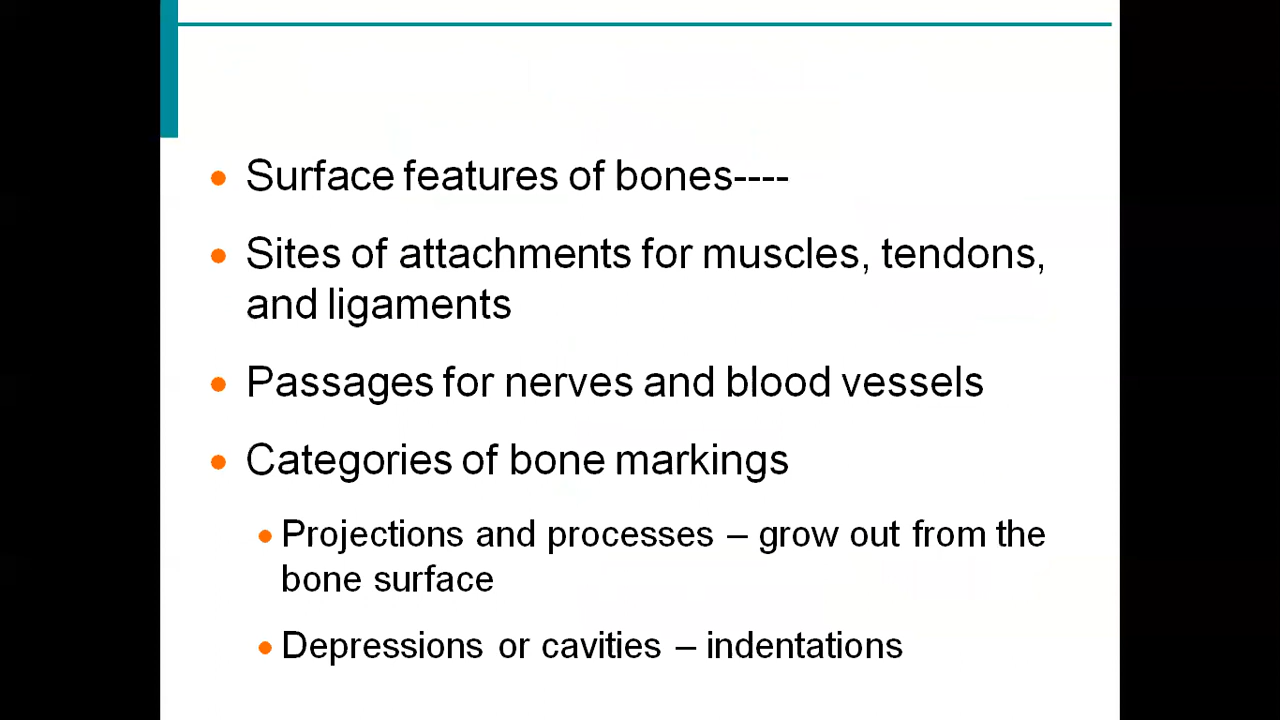 Surface features of bones----
Sites of attachments for muscles, tendons,
and ligaments
Passages for nerves and blood vessels
Categories of bone markings
Projections and processes – grow out from the
bone surface
Depressions or cavities – indentations